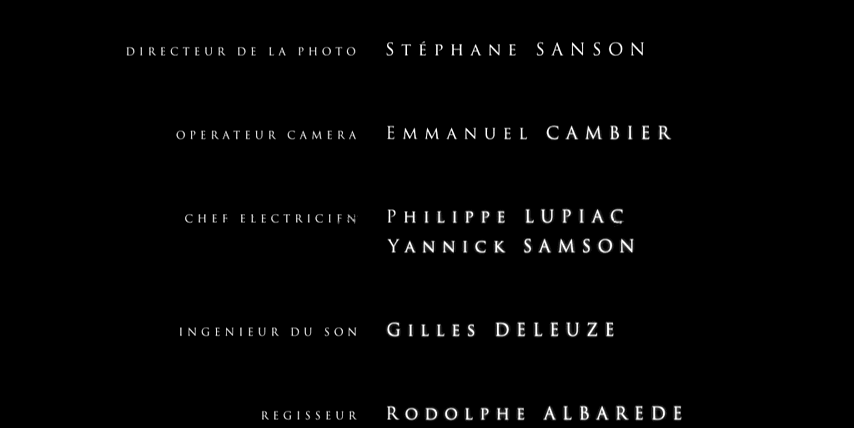 DIRECTEUR DE LA PHOTO STÉPHANE SANSON
OPERATEUR CAMERA EMMANUEL CAMBIER
CHEF ELECTRICIEN PHILIPPE LUPIAC
YANNICK SAMSON
INGENIEUR DU SON GILLES DELEUZE
REGISSEUR RODOLPHE ALBAREDE